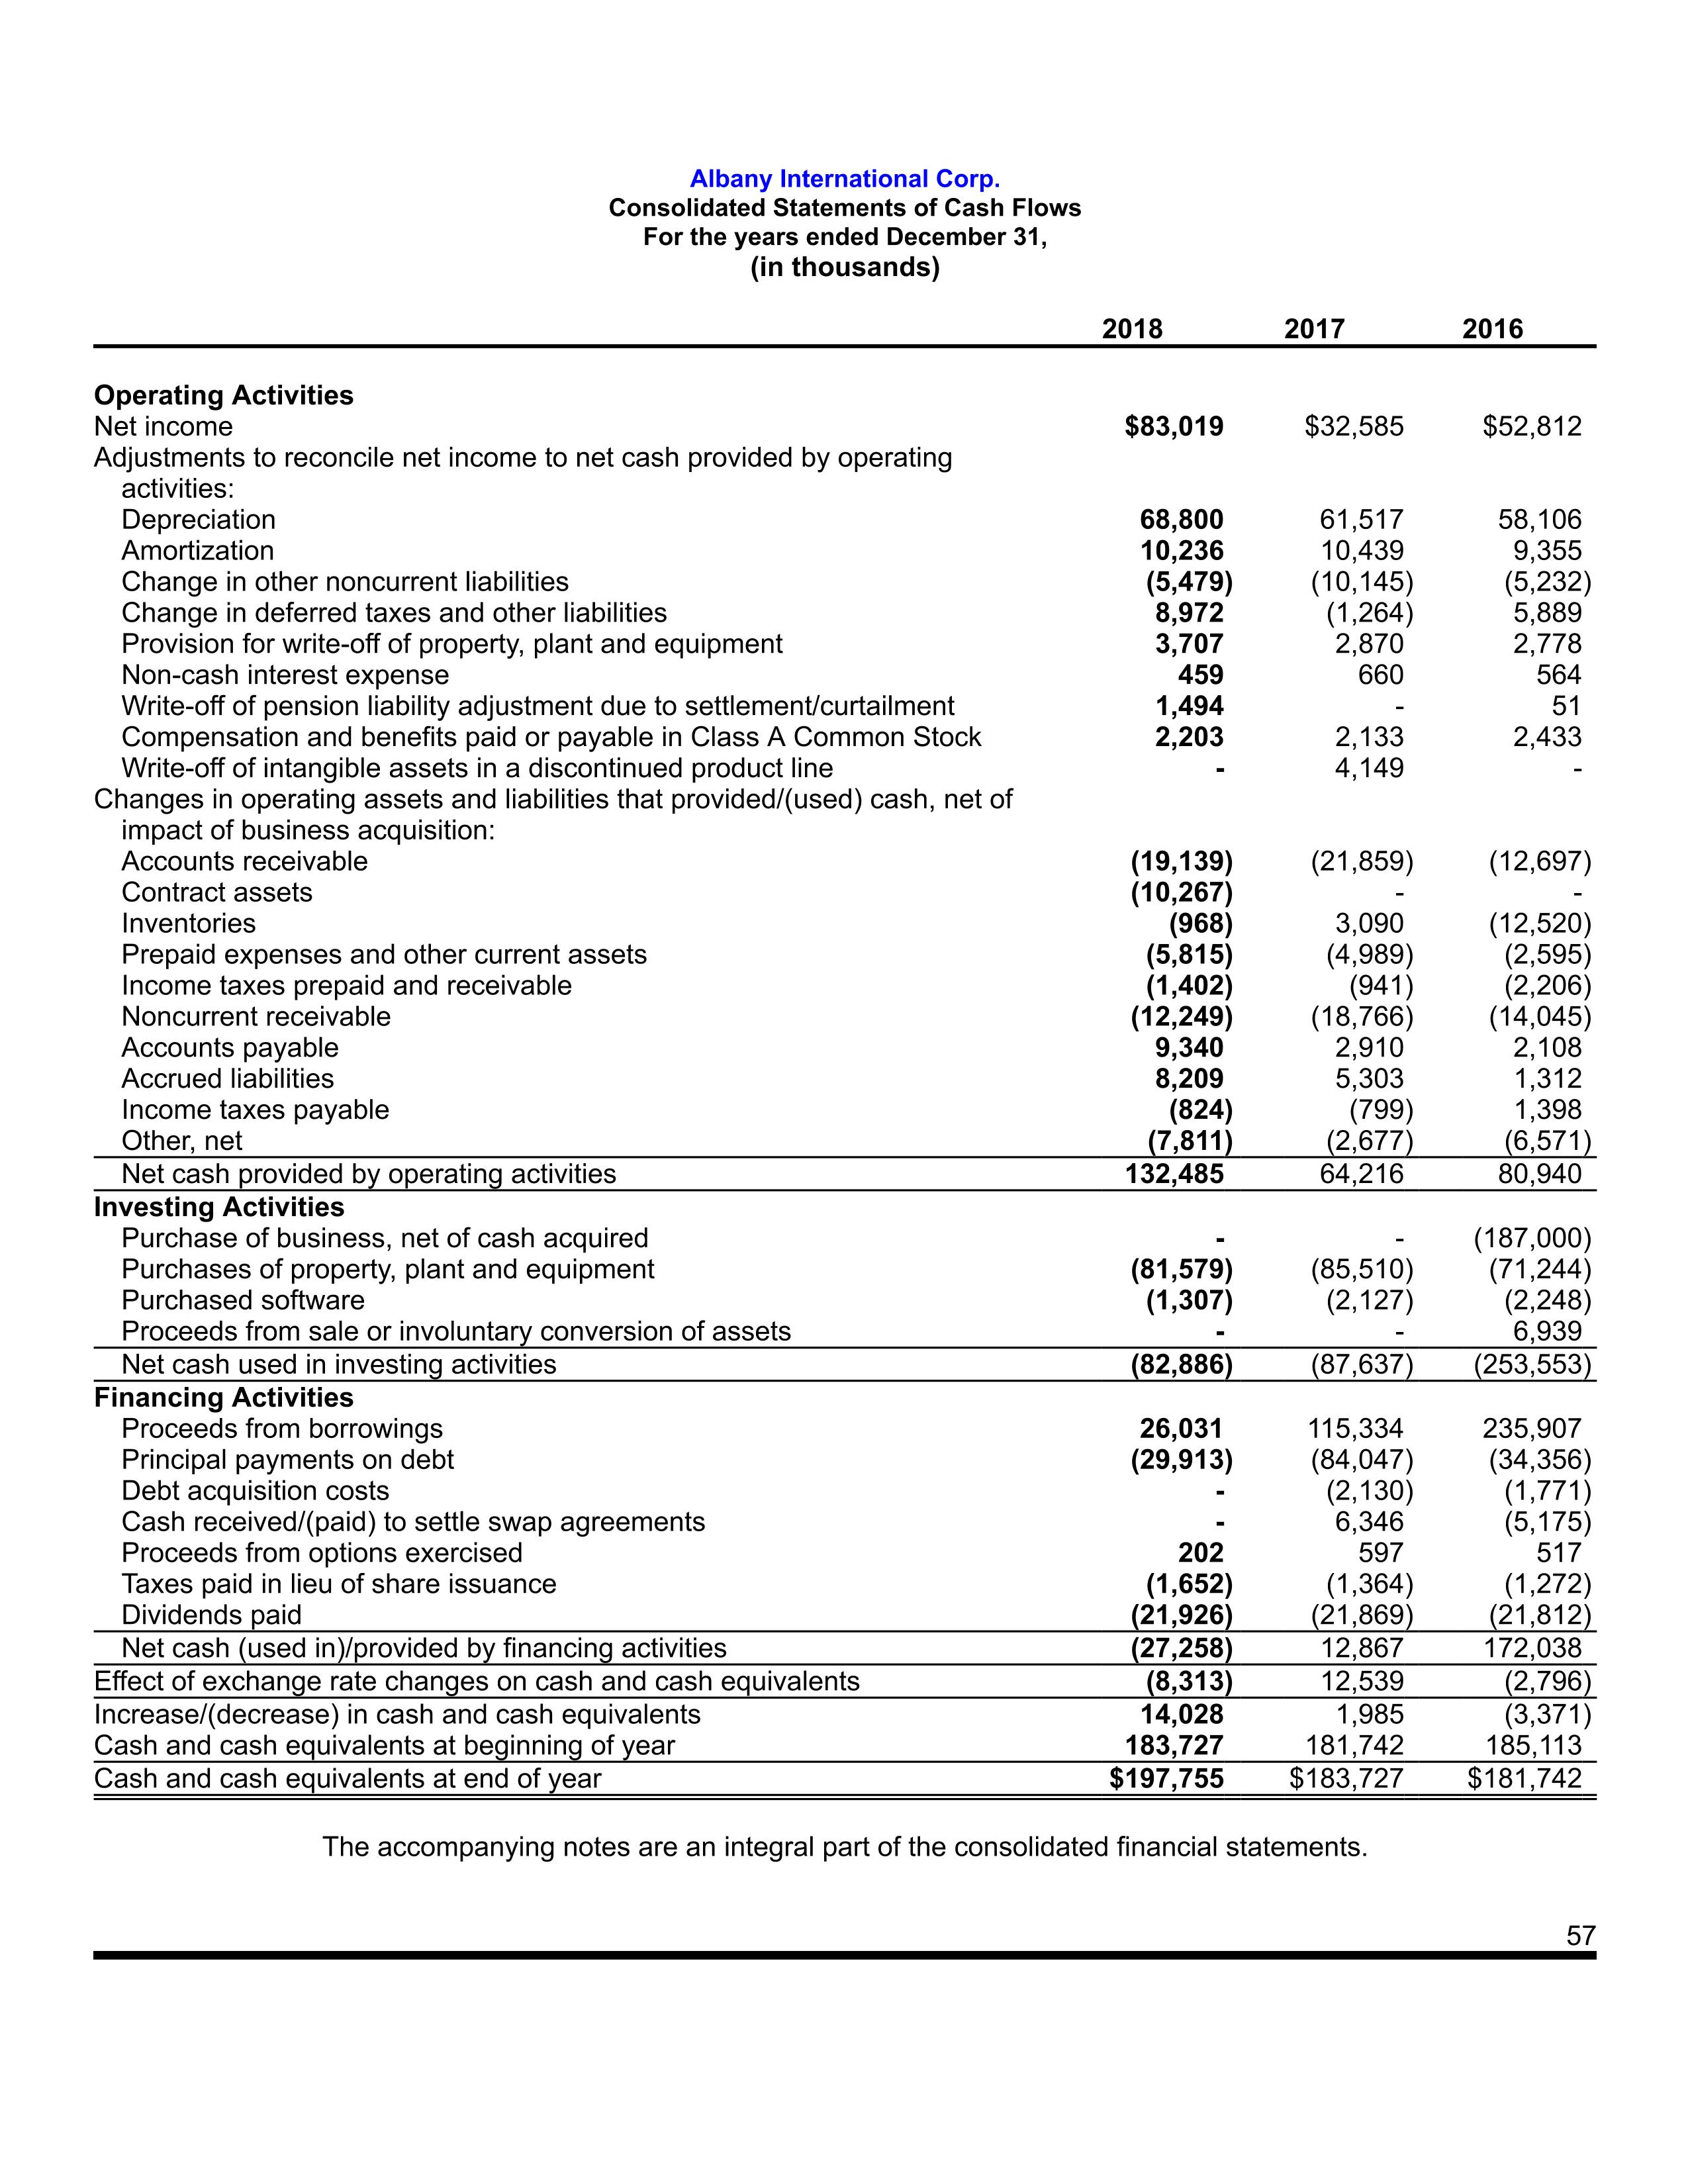 Albany International Corp.
Consolidated Statements of Cash Flows
For the years ended December 31,
(in thousands)
2018 2017 2016
Operating Activities
Net income $83,019 $32,585 $52,812
Adjustments to reconcile net income to net cash provided by operating
activities:
Depreciation 68,800 61,517 58,106
Amortization 10,236 10,439 9,355
Change in other noncurrent liabilities (5,479) (10,145) (5,232)
Change in deferred taxes and other liabilities 8,972 (1,264) 5,889
Provision for write-off of property, plant and equipment 3,707 2,870 2,778
Non-cash interest expense 459 660 564
Write-off of pension liability adjustment due to settlement/curtailment 1,494 - 51
Compensation and benefits paid or payable in Class A Common Stock 2,203 2,133 2,433
Write-off of intangible assets in a discontinued product line - 4,149 -
Changes in operating assets and liabilities that provided/(used) cash, net of
impact of business acquisition:
Accounts receivable (19,139) (21,859) (12,697)
Contract assets (10,267) - -
Inventories (968) 3,090 (12,520)
Prepaid expenses and other current assets (5,815) (4,989) (2,595)
Income taxes prepaid and receivable (1,402) (941) (2,206)
Noncurrent receivable (12,249) (18,766) (14,045)
Accounts payable 9,340 2,910 2,108
Accrued liabilities 8,209 5,303 1,312
Income taxes payable (824) (799) 1,398
Other, net (7,811) (2,677) (6,571)
Net cash provided by operating activities 132,485 64,216 80,940
Investing Activities
Purchase of business, net of cash acquired - - (187,000)
Purchases of property, plant and equipment (81,579) (85,510) (71,244)
Purchased software (1,307) (2,127) (2,248)
Proceeds from sale or involuntary conversion of assets - - 6,939
Net cash used in investing activities (82,886) (87,637) (253,553)
Financing Activities
Proceeds from borrowings 26,031 115,334 235,907
Principal payments on debt (29,913) (84,047) (34,356)
Debt acquisition costs - (2,130) (1,771)
Cash received/(paid) to settle swap agreements - 6,346 (5,175)
Proceeds from options exercised 202 597 517
Taxes paid in lieu of share issuance (1,652) (1,364) (1,272)
Dividends paid (21,926) (21,869) (21,812)
Net cash (used in)/provided by financing activities (27,258) 12,867 172,038
Effect of exchange rate changes on cash and cash equivalents (8,313) 12,539 (2,796)
Increase/(decrease) in cash and cash equivalents 14,028 1,985 (3,371)
Cash and cash equivalents at beginning of year 183,727 181,742 185,113
Cash and cash equivalents at end of year $197,755 $183,727 $181,742
The accompanying notes are an integral part of the consolidated financial statements.
57